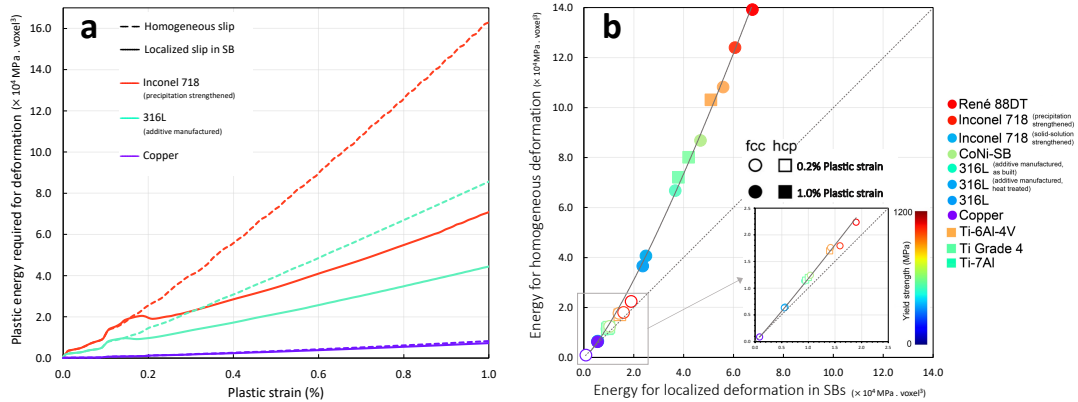 a
Plastic energy required for deformation (× 10⁴ MPa . voxel³)
16.0
14.0
12.0
10.0
8.0
6.0
4.0
2.0
0.0
Homogeneous slip
Localized slip in SB
Inconel 718
(precipitation strengthened)
316L
(additive manufactured)
Copper
0.0
0.2
0.4
0.6
0.8
1.0
Plastic strain (%)
b
Energy for homogeneous deformation (× 10⁴ MPa . voxel³)
14.0
12.0
10.0
8.0
6.0
4.0
2.0
0.0
fcc hcp
0.2% Plastic strain
1.0% Plastic strain
2.5
2.0
1.5
1.0
0.5
0.0
0.0 0.5 1.0 1.5 2.0 2.5
1200
Yield strength (MPa)
0
0.0 2.0 4.0 6.0 8.0 10.0 12.0 14.0
Energy for localized deformation in SBs (× 10⁴ MPa . voxel³)
René 88DT
Inconel 718 (precipitation strengthened)
Inconel 718 (solid-solution strengthened)
CoNi-SB
316L (additive manufactured, as built)
316L (additive manufactured, heat treated)
316L
Copper
Ti-6Al-4V
Ti Grade 4
Ti-7Al